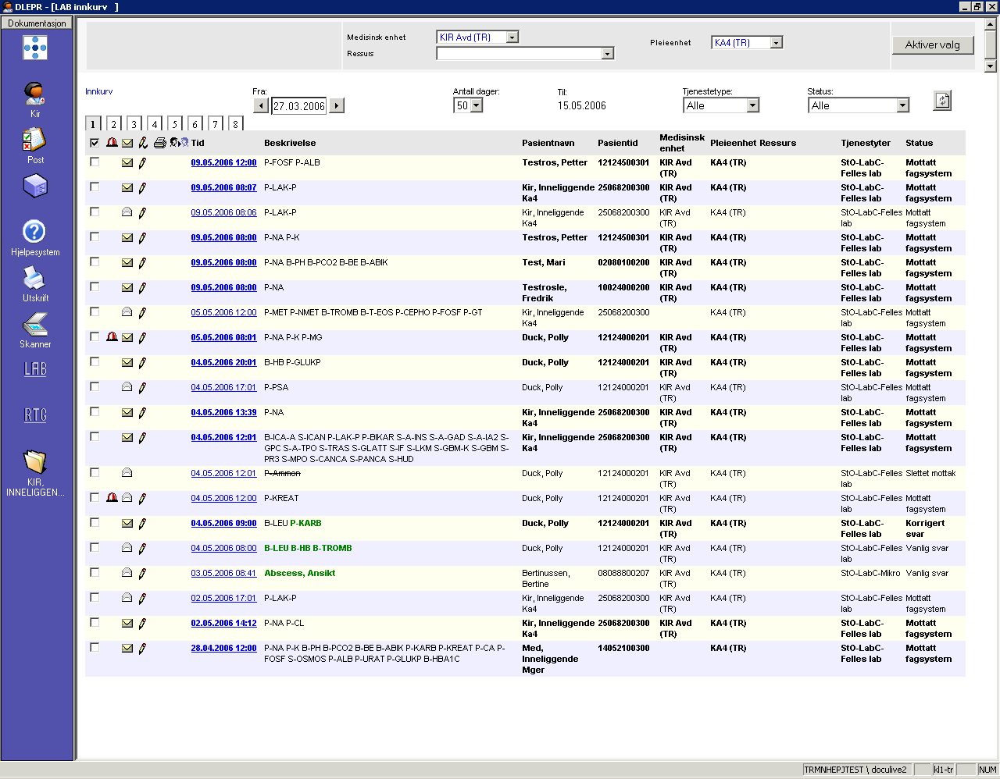 DLEPR - [LAB innkurv   ]
Dokumentasjon
Kir
Post
Hjelpesystem
Utskrift
Skanner
LAB
RTG
KIR,
INNELIGGEN...
Medisinsk enhet KIR Avd (TR) Pleieenhet KA4 (TR) Aktiver valg
Ressurs
Innkurv Fra: Antall dager: Til: Tjenestetype: Status:
27.03.2006 50 15.05.2006 Alle Alle
1 2 3 4 5 6 7 8
Tid Beskrivelse Pasientnavn Pasientid Medisinsk enhet Pleieenhet Ressurs Tjenestyter Status
09.05.2006 12:00 P-FOSF P-ALB Testros, Petter 12124500301 KIR Avd (TR) KA4 (TR) StO-LabC-Felles lab Mottatt fagsystem
09.05.2006 08:07 P-LAK-P Kir, Inneliggende Ka4 25068200300 KIR Avd (TR) KA4 (TR) StO-LabC-Felles lab Mottatt fagsystem
09.05.2006 08:06 P-LAK-P Kir, Inneliggende Ka4 25068200300 KIR Avd (TR) KA4 (TR) StO-LabC-Felles lab Mottatt fagsystem
09.05.2006 08:00 P-NA P-K Testros, Petter 12124500301 KIR Avd (TR) KA4 (TR) StO-LabC-Felles lab Mottatt fagsystem
09.05.2006 08:00 P-NA B-PH B-PCO2 B-BE B-ABIK Test, Mari 02080100200 KIR Avd (TR) KA4 (TR) StO-LabC-Felles lab Mottatt fagsystem
09.05.2006 08:00 P-NA Testrosle, Fredrik 10024000200 KIR Avd (TR) KA4 (TR) StO-LabC-Felles lab Mottatt fagsystem
05.05.2006 12:00 P-MET P-NMET B-TROMB B-T-EOS P-CEPHO P-FOSF P-GT Kir, Inneliggende Ka4 25068200300 KA4 (TR) StO-LabC-Felles lab Mottatt fagsystem
05.05.2006 08:01 P-NA P-K P-MG Duck, Polly 12124000201 KIR Avd (TR) KA4 (TR) StO-LabC-Felles lab Mottatt fagsystem
04.05.2006 20:01 B-HB P-GLUKP Duck, Polly 12124000201 KIR Avd (TR) KA4 (TR) StO-LabC-Felles lab Mottatt fagsystem
04.05.2006 17:01 P-PSA Duck, Polly 12124000201 KIR Avd (TR) KA4 (TR) StO-LabC-Felles lab Mottatt fagsystem
04.05.2006 13:39 P-NA Kir, Inneliggende Ka4 25068200300 KIR Avd (TR) KA4 (TR) StO-LabC-Felles lab Mottatt fagsystem
04.05.2006 12:01 B-ICA-A S-ICAN P-LAK-P P-BIKAR S-A-INS S-A-GAD S-A-IA2 S-GPC S-A-TPO S-TRAS S-GLATT S-IF S-LKM S-GBM-K S-GBM S-PR3 S-MPO S-CANCA S-PANCA S-HUD Kir, Inneliggende Ka4 25068200300 KIR Avd (TR) KA4 (TR) StO-LabC-Felles lab Mottatt fagsystem
04.05.2006 12:01 P-Ammon Duck, Polly 12124000201 KIR Avd (TR) KA4 (TR) StO-LabC-Felles lab Slettet mottak
04.05.2006 12:00 P-KREAT Duck, Polly 12124000201 KIR Avd (TR) KA4 (TR) StO-LabC-Felles lab Mottatt fagsystem
04.05.2006 09:00 B-LEU P-KARB Duck, Polly 12124000201 KIR Avd (TR) KA4 (TR) StO-LabC-Felles lab Korrigert svar
04.05.2006 08:00 B-LEU B-HB B-TROMB Duck, Polly 12124000201 KIR Avd (TR) KA4 (TR) StO-LabC-Felles lab Vanlig svar
03.05.2006 08:41 Abscess, Ansikt Bertinussen, Bertine 08088800207 KIR Avd (TR) KA4 (TR) StO-LabC-Mikro Vanlig svar
02.05.2006 17:01 P-LAK-P Kir, Inneliggende Ka4 25068200300 KIR Avd (TR) KA4 (TR) StO-LabC-Felles lab Mottatt fagsystem
02.05.2006 14:12 P-NA P-CL Kir, Inneliggende Ka4 25068200300 KIR Avd (TR) KA4 (TR) StO-LabC-Felles lab Mottatt fagsystem
28.04.2006 12:00 P-NA P-K B-PH B-PCO2 B-BE B-ABIK P-KARB P-KREAT P-CA P-FOSF S-OSMOS P-ALB P-URAT P-GLUKP B-HBA1C Med, Inneliggende Mger 14052100300 KA4 (TR) StO-LabC-Felles lab Mottatt fagsystem
TRMNHEPJTEST \ doculive2 kl1-tr NUM